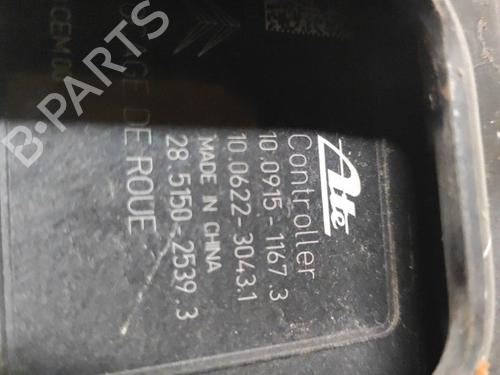 Ate
Controller
10.0915-1167.3
10.0622-3043.1
MADE IN CHINA
28.5150-2539.3
DE ROUE
B-PARTS